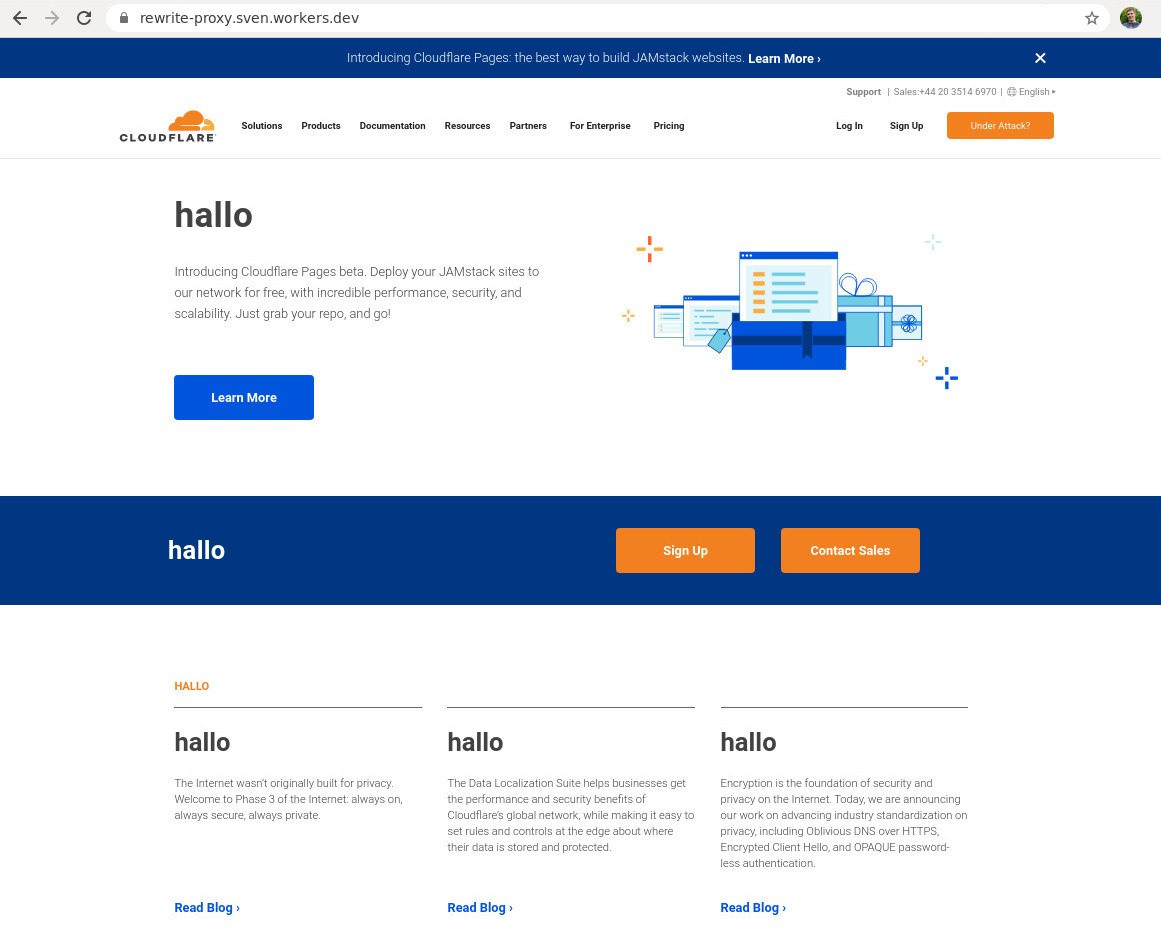 rewrite-proxy.sven.workers.dev
Introducing Cloudflare Pages: the best way to build JAMstack websites. Learn More ›
Support | Sales:+44 20 3514 6970 | English ▸
CLOUDFLARE
Solutions Products Documentation Resources Partners For Enterprise Pricing Log In Sign Up Under Attack?
hallo
Introducing Cloudflare Pages beta. Deploy your JAMstack sites to
our network for free, with incredible performance, security, and
scalability. Just grab your repo, and go!
Learn More
hallo
Sign Up
Contact Sales
HALLO
hallo
The Internet wasn’t originally built for privacy.
Welcome to Phase 3 of the Internet: always on,
always secure, always private.
Read Blog ›
hallo
The Data Localization Suite helps businesses get
the performance and security benefits of
Cloudflare’s global network, while making it easy to
set rules and controls at the edge about where
their data is stored and protected.
Read Blog ›
hallo
Encryption is the foundation of security and
privacy on the Internet. Today, we are announcing
our work on advancing industry standardization on
privacy, including Oblivious DNS over HTTPS,
Encrypted Client Hello, and OPAQUE password-
less authentication.
Read Blog ›